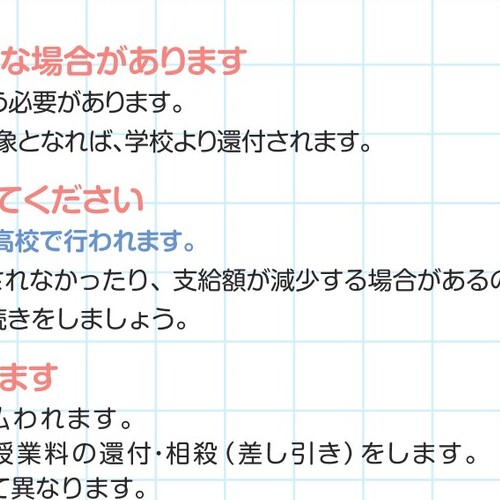 な場合があります
う必要があります。
象となれば、学校より還付されます。
てください
高校で行われます。
されなかったり、支給額が減少する場合があるの
続きをしましょう。
ます
払われます。
授業料の還付・相殺（差し引き）をします。
て異なります。